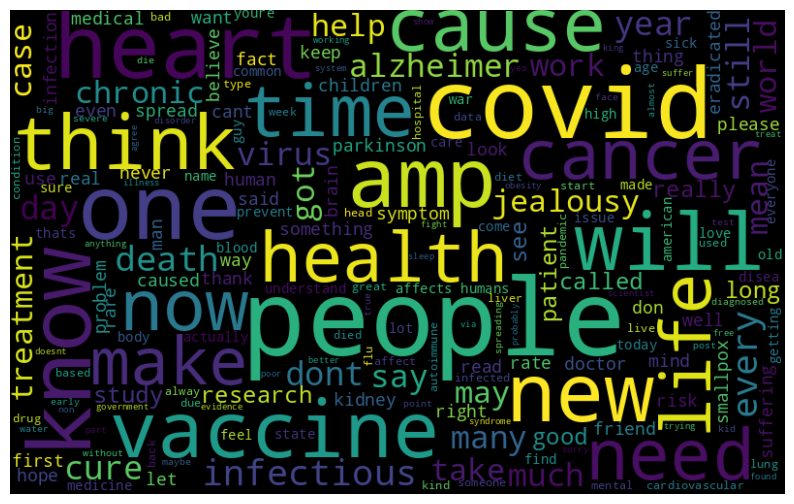 medical
bad
youre
want
help
cause
year
show
working
king
yes
sick
suffer
case
infection
die
heart
believe
fact
keep
alzheimer
work
thing
age
eradicated
still
world
system
almost
type
common
chronic
even
spread
week
time
children
covid
war
face
hospital
data
high
please
treat
big
severe
disorder
agree
guy
cant
virus
parkinson
care
look
cancer
condition
think
use
real
name
human
brain
diet
obesity
start
made
mean
everyone
illness
never
got
amp
jealousy
really
sure
said
prevent
day
one
symptom
head
fight
come
issue
american
test
thats
man
something
see
pandemic
love
used
old
anything
death
blood
way
sleep
patient
will
treatment
problem
rare
caused
thank
health
called
disea
understand
great
affects
humans
long
diagnosed
know
now
true
liver
spreading
scientist
don
live
well
body
actually
died
lot
people
life
free
doesnt
make
flu
via
probably
today
post
getting
based
better
affect
infected
autoimmune
rate
mind
smallpox
every
suffering
drug
alway
dont
say
read
doctor
early
due
study
poor
may
new
risk
non
water
government
evidence
research
kidney
point
right
friend
trying
part
vaccine
syndrome
first
feel
state
many
good
need
kid
back
without
cure
infectious
take
much
find
sorry
lung
hope
medicine
let
maybe
kind
someone
mental
cardiovascular
found